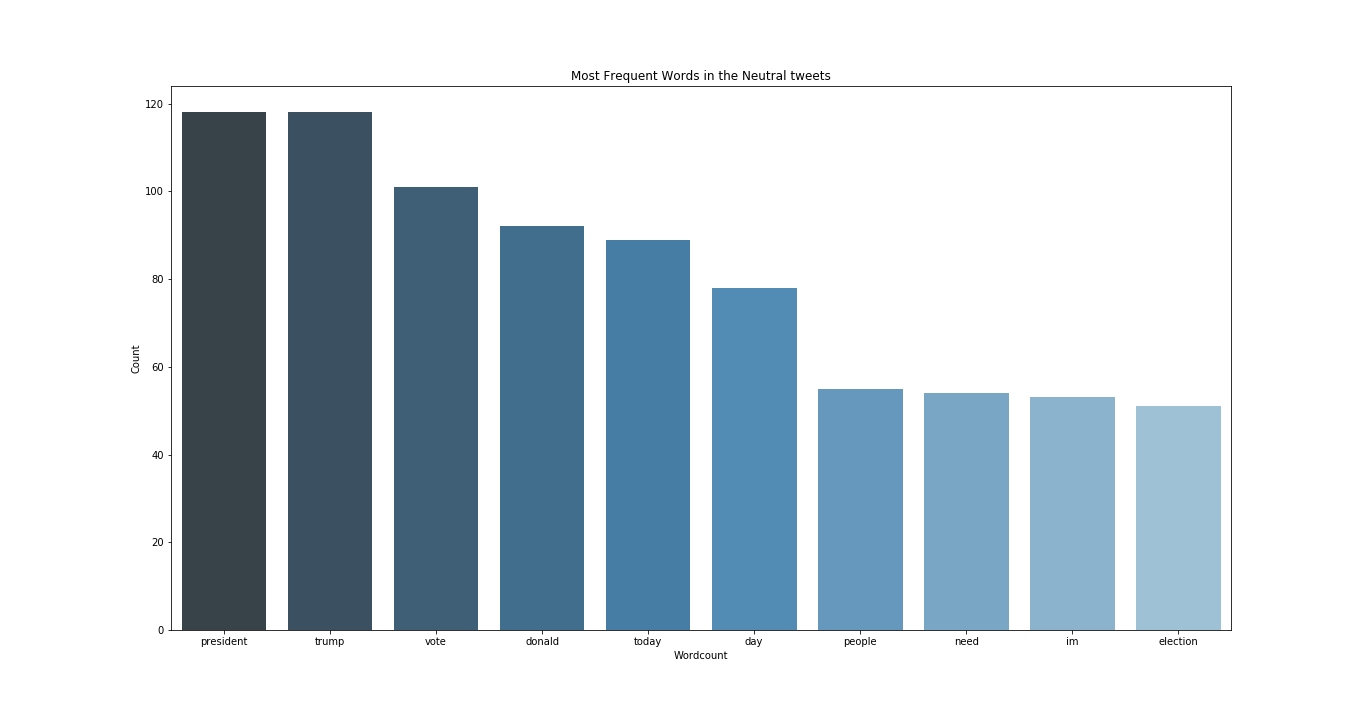 Most Frequent Words in the Neutral tweets
120
100
80
60
40
20
0
Count
president trump vote donald today day people need im election
Wordcount